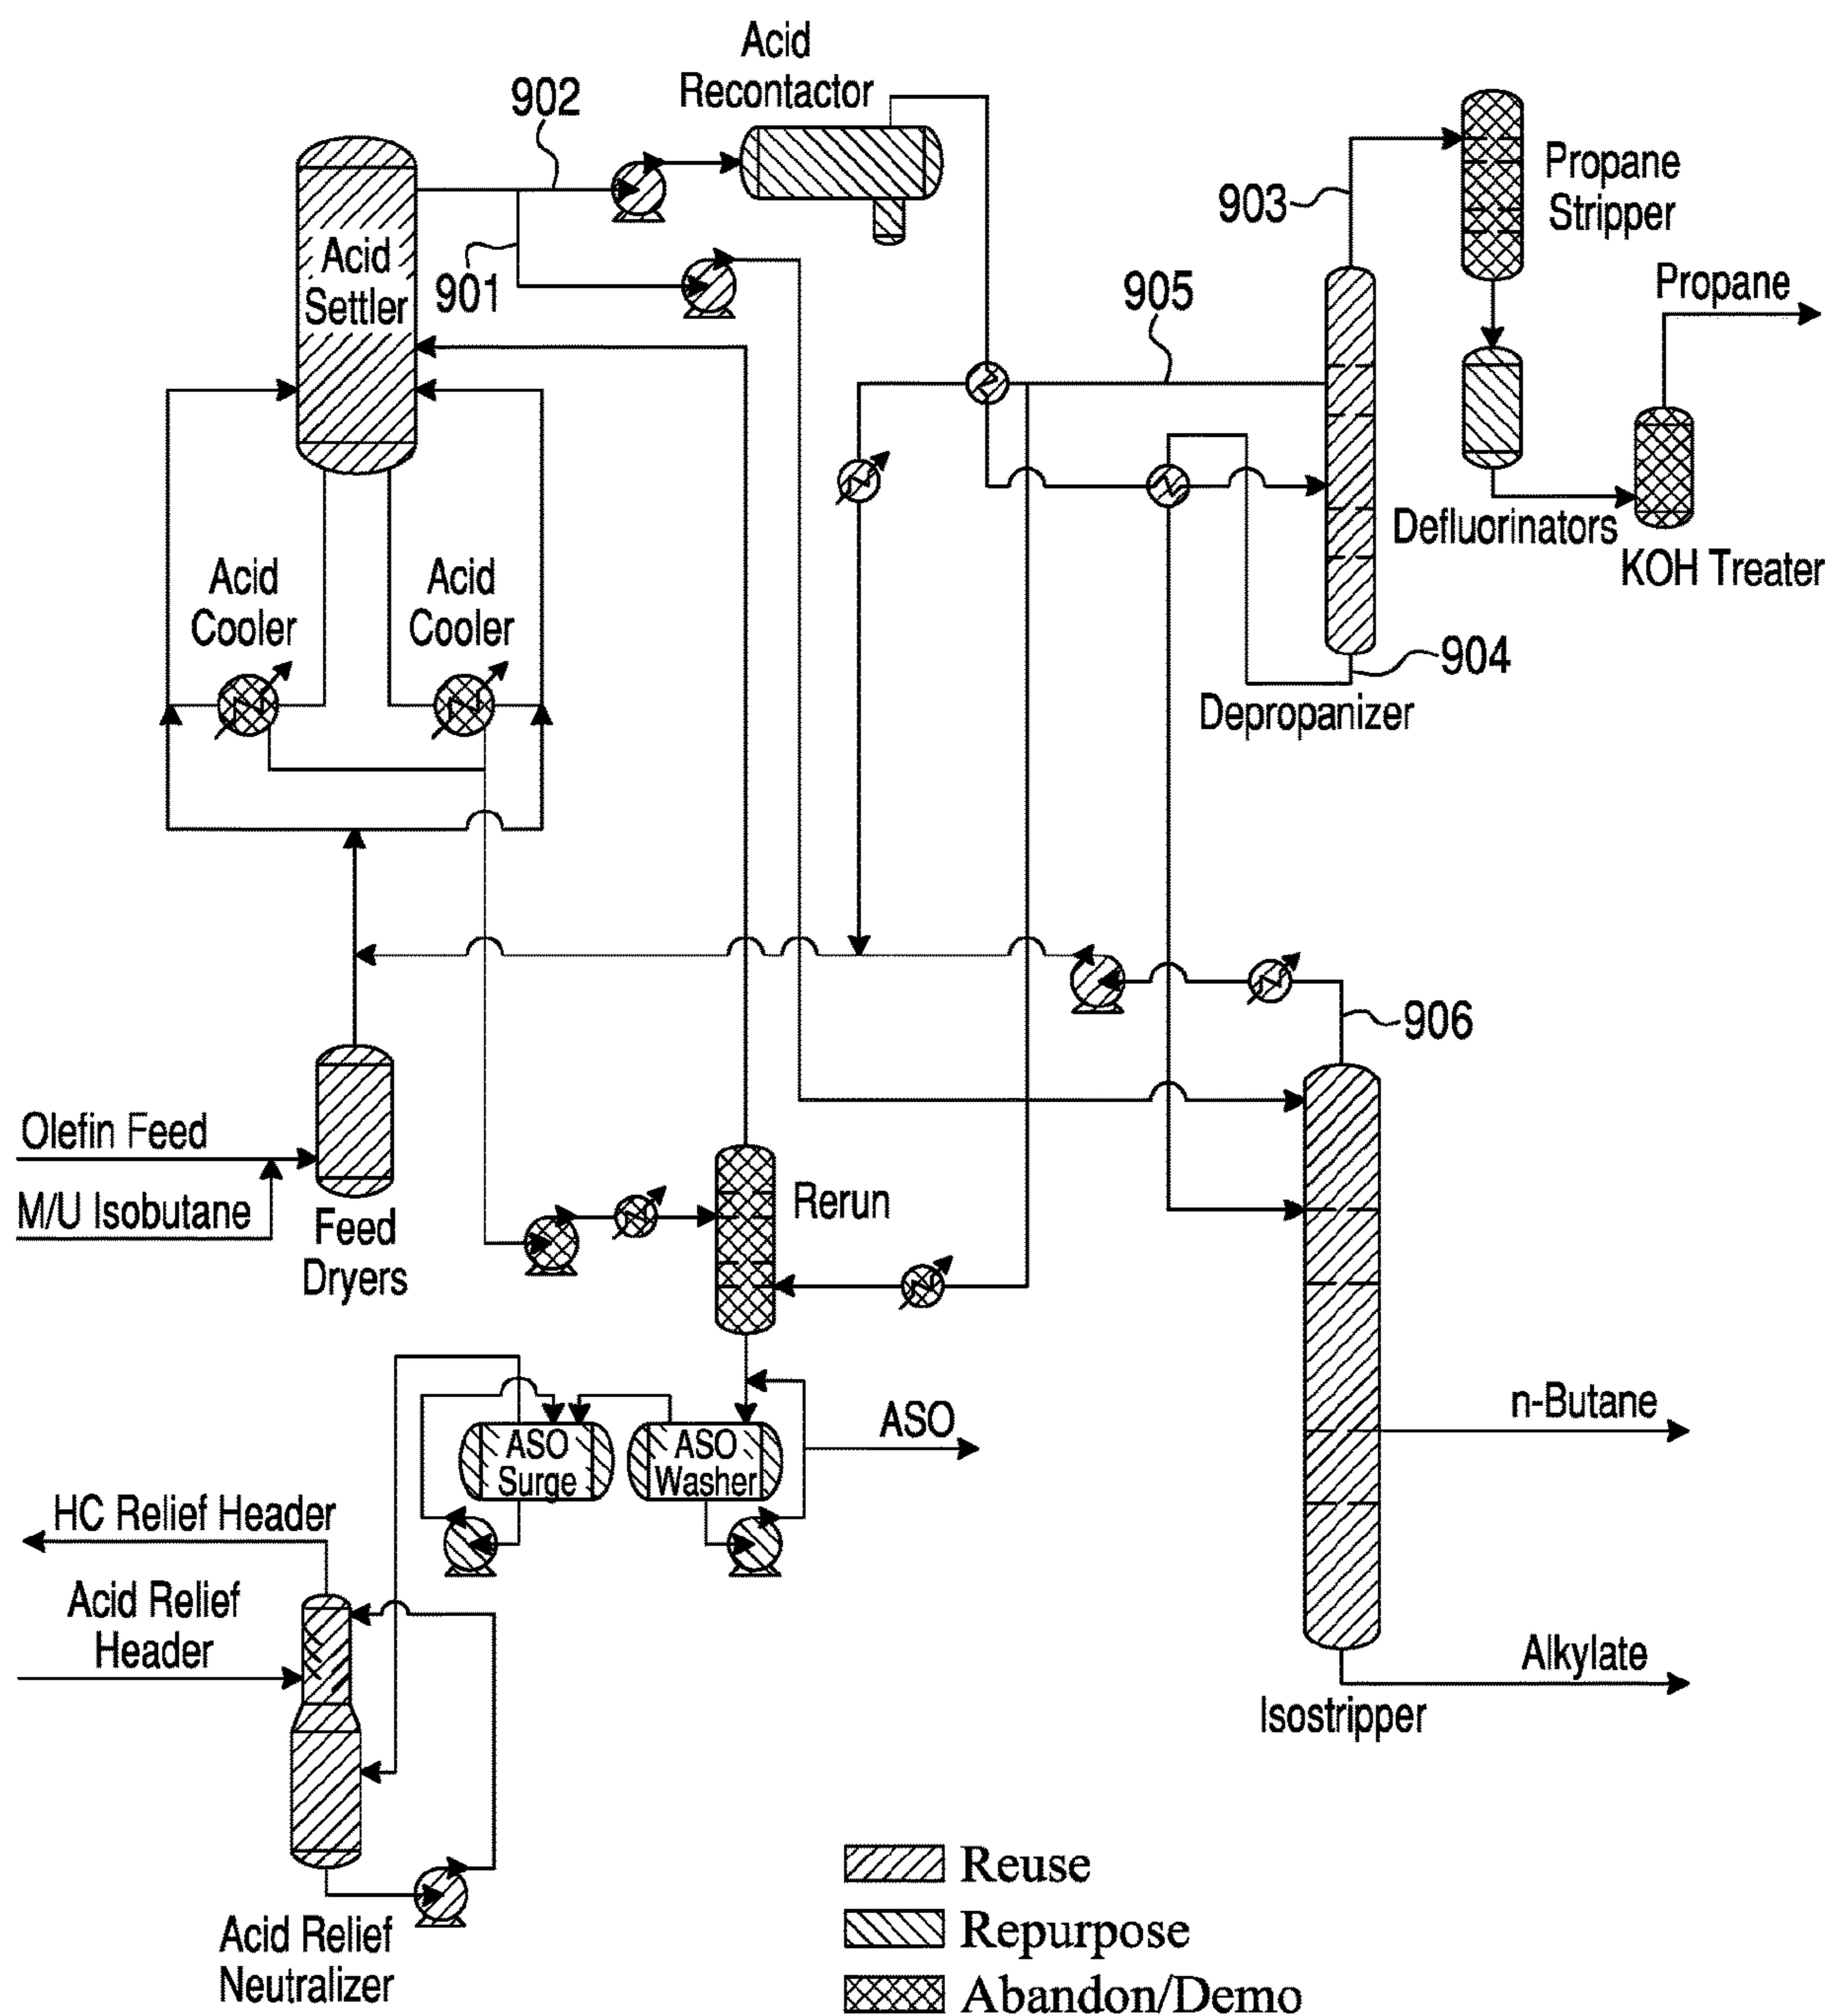 Acid
Recontactor
902
Propane
Stripper
903
Acid
Settler
901
905
Propane
Defluorinators
KOH Treater
Acid
Cooler
Acid
Cooler
904
Depropanizer
906
Olefin Feed
M/U Isobutane
Feed
Dryers
Rerun
n-Butane
ASO
ASO
Surge
ASO
Washer
HC Relief Header
Acid Relief
Header
Alkylate
Isostripper
Acid Relief
Neutralizer
Reuse
Repurpose
Abandon/Demo